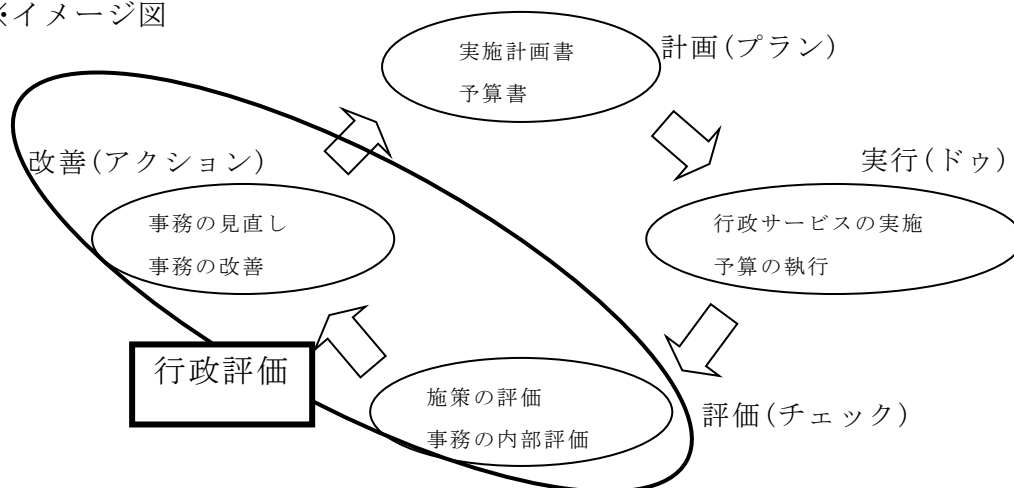 ※イメージ図
実施計画書
予算書
計画(プラン)
改善(アクション)
事務の見直し
事務の改善
実行(ドゥ)
行政サービスの実施
予算の執行
行政評価
施策の評価
事務の内部評価
評価(チェック)